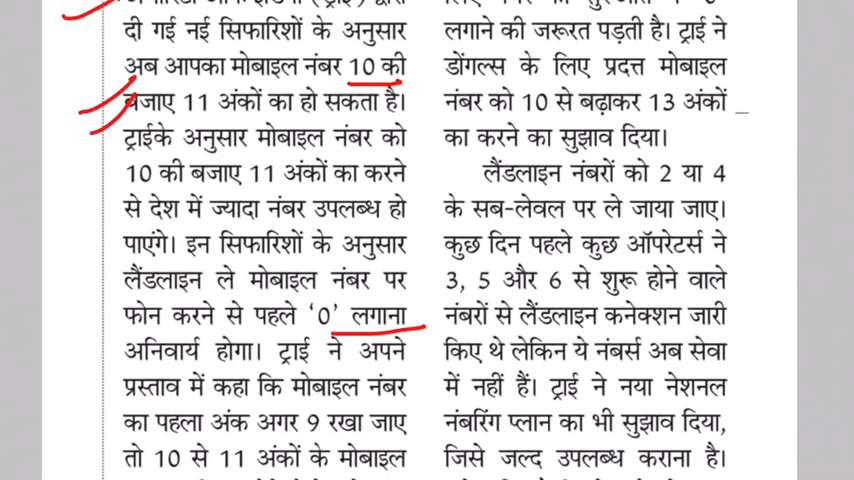 दी गई नई सिफारिशों के अनुसार
अब आपका मोबाइल नंबर 10 की
बजाए 11 अंकों का हो सकता है।
ट्राईके अनुसार मोबाइल नंबर को
10 की बजाए 11 अंकों का करने
से देश में ज्यादा नंबर उपलब्ध हो
पाएंगे। इन सिफारिशों के अनुसार
लैंडलाइन ले मोबाइल नंबर पर
फोन करने से पहले ‘0’ लगाना
अनिवार्य होगा। ट्राई ने अपने
प्रस्ताव में कहा कि मोबाइल नंबर
का पहला अंक अगर 9 रखा जाए
तो 10 से 11 अंकों के मोबाइल
लगाने की जरूरत पड़ती है। ट्राई ने
डोंगल्स के लिए प्रदत्त मोबाइल
नंबर को 10 से बढ़ाकर 13 अंकों
का करने का सुझाव दिया।
लैंडलाइन नंबरों को 2 या 4
के सब-लेवल पर ले जाया जाए।
कुछ दिन पहले कुछ ऑपरेटर्स ने
3, 5 और 6 से शुरू होने वाले
नंबरों से लैंडलाइन कनेक्शन जारी
किए थे लेकिन ये नंबर्स अब सेवा
में नहीं हैं। ट्राई ने नया नेशनल
नंबरिंग प्लान का भी सुझाव दिया,
जिसे जल्द उपलब्ध कराना है।